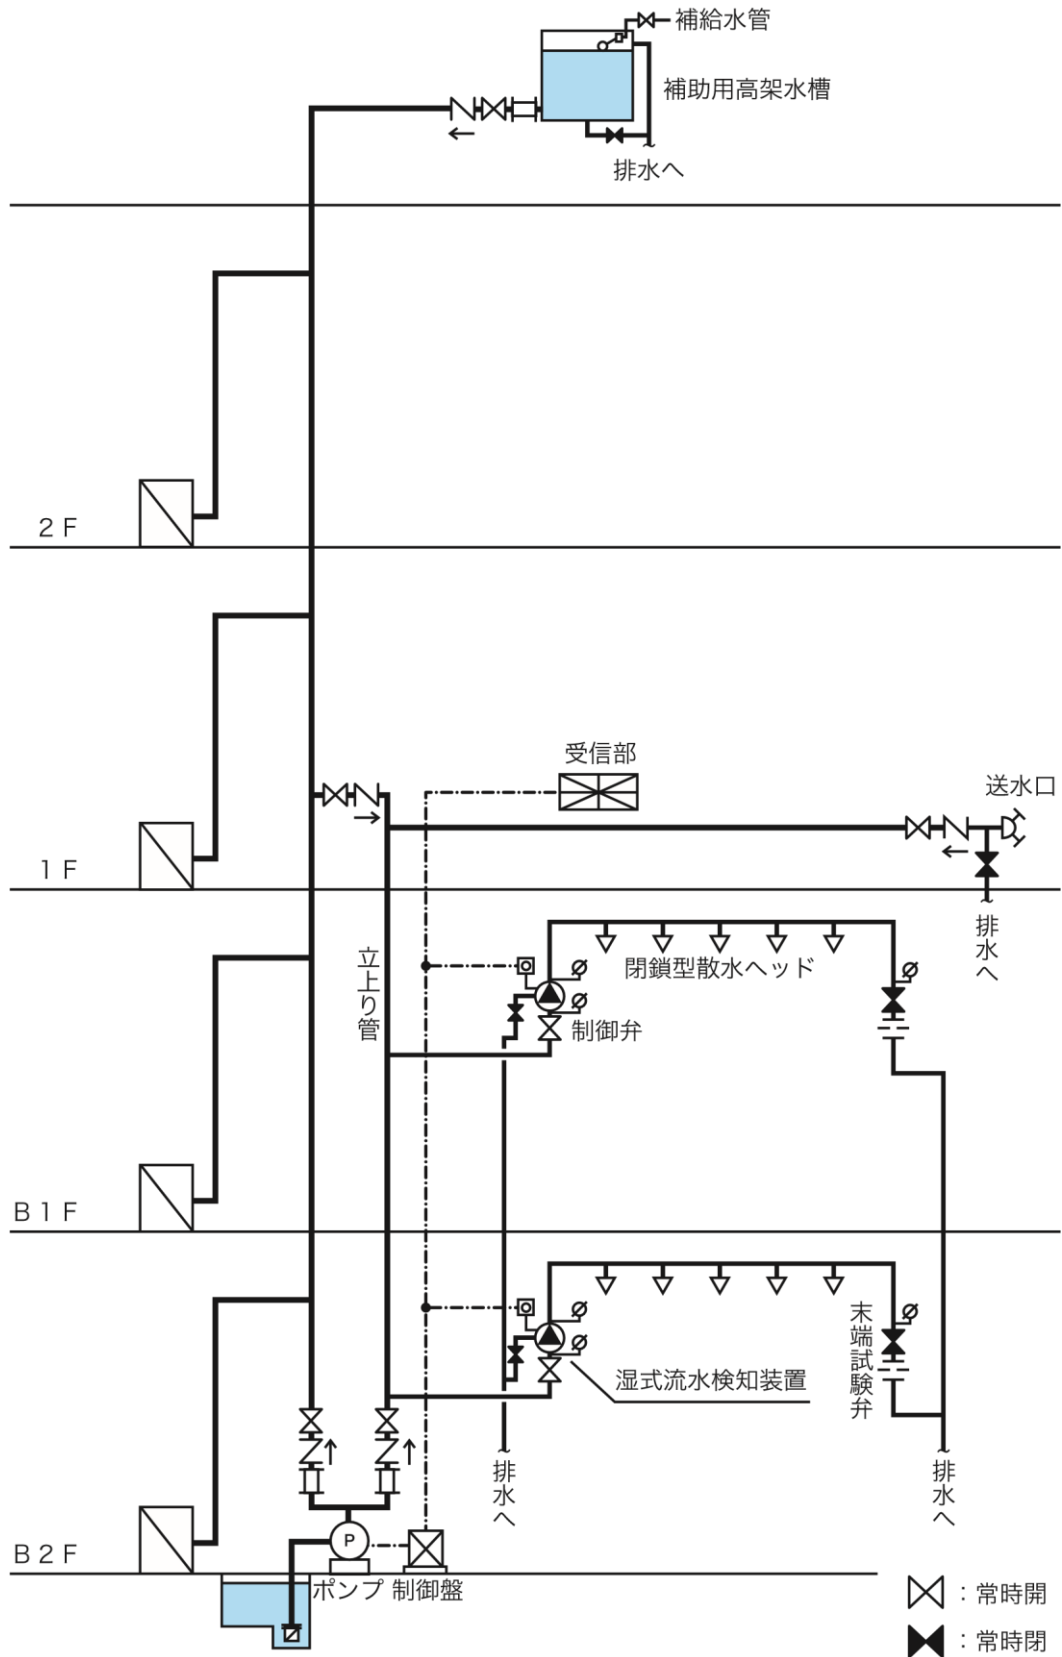 補給水管
補助用高架水槽
排水へ
2F
受信部
送水口
1F
排水へ
立上り管
閉鎖型散水ヘッド
制御弁
B1F
末端試験弁
湿式流水検知装置
排水へ
排水へ
P
B2F
ポンプ
制御盤
：常時開
：常時閉